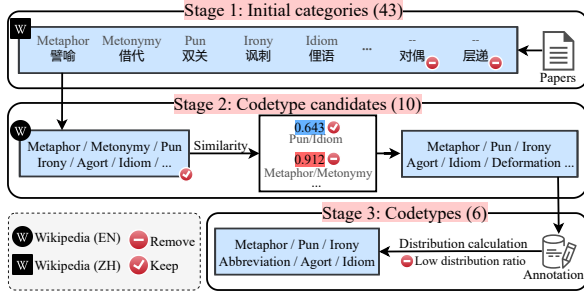 Stage 1: Initial categories (43)
W
Metaphor Metonymy Pun Irony Idiom ... -- --
譬喻 借代 双关 讽刺 俚语 对偶 层递
Papers
Stage 2: Codetype candidates (10)
W
Metaphor / Metonymy / Pun
Irony / Agort / Idiom / ...
Similarity
0.643
Pun/Idiom
0.912
Metaphor/Metonymy
...
Metaphor / Pun / Irony
Agort / Idiom / Deformation ...
Stage 3: Codetypes (6)
Metaphor / Pun / Irony
Abbreviation / Agort / Idiom
Distribution calculation
Low distribution ratio
Annotation
W Wikipedia (EN) Remove
W Wikipedia (ZH) Keep